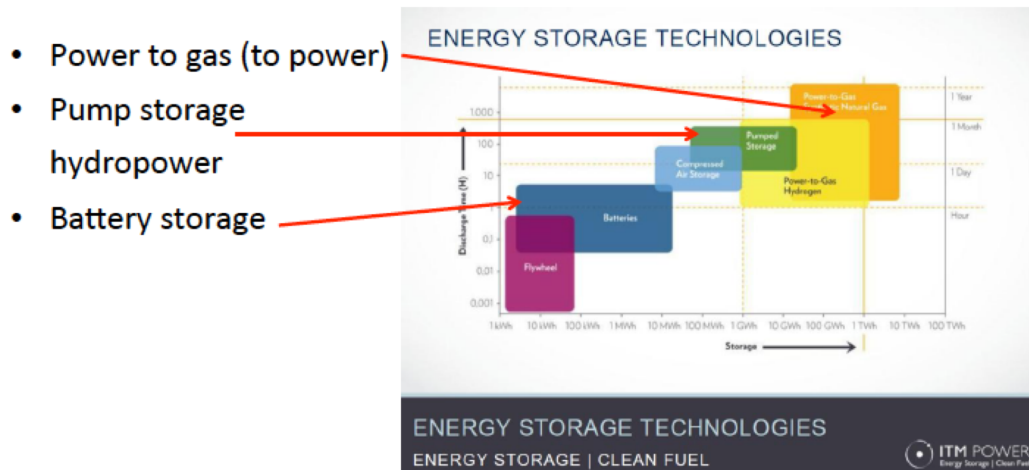 • Power to gas (to power)
• Pump storage
hydropower
• Battery storage
ENERGY STORAGE TECHNOLOGIES
Power-to-Gas
Natural Gas
1 Year
1.000
1 Month
Pumped
Storage
100
Compressed
Air Storage
1 Day
10
Power-to-Gas
Hydrogen
Discharge Time (H)
Batteries
Hour
0,1
Flywheel
0,01
0,001
1 kWh 10 kWh 100 kWh 1 MWh 10 MWh 100 MWh 1 GWh 10 GWh 100 GWh 1 TWh 10 TWh 100 TWh
Storage
ENERGY STORAGE TECHNOLOGIES
ENERGY STORAGE | CLEAN FUEL
ITM POWER
Energy Storage | Clean Fuel